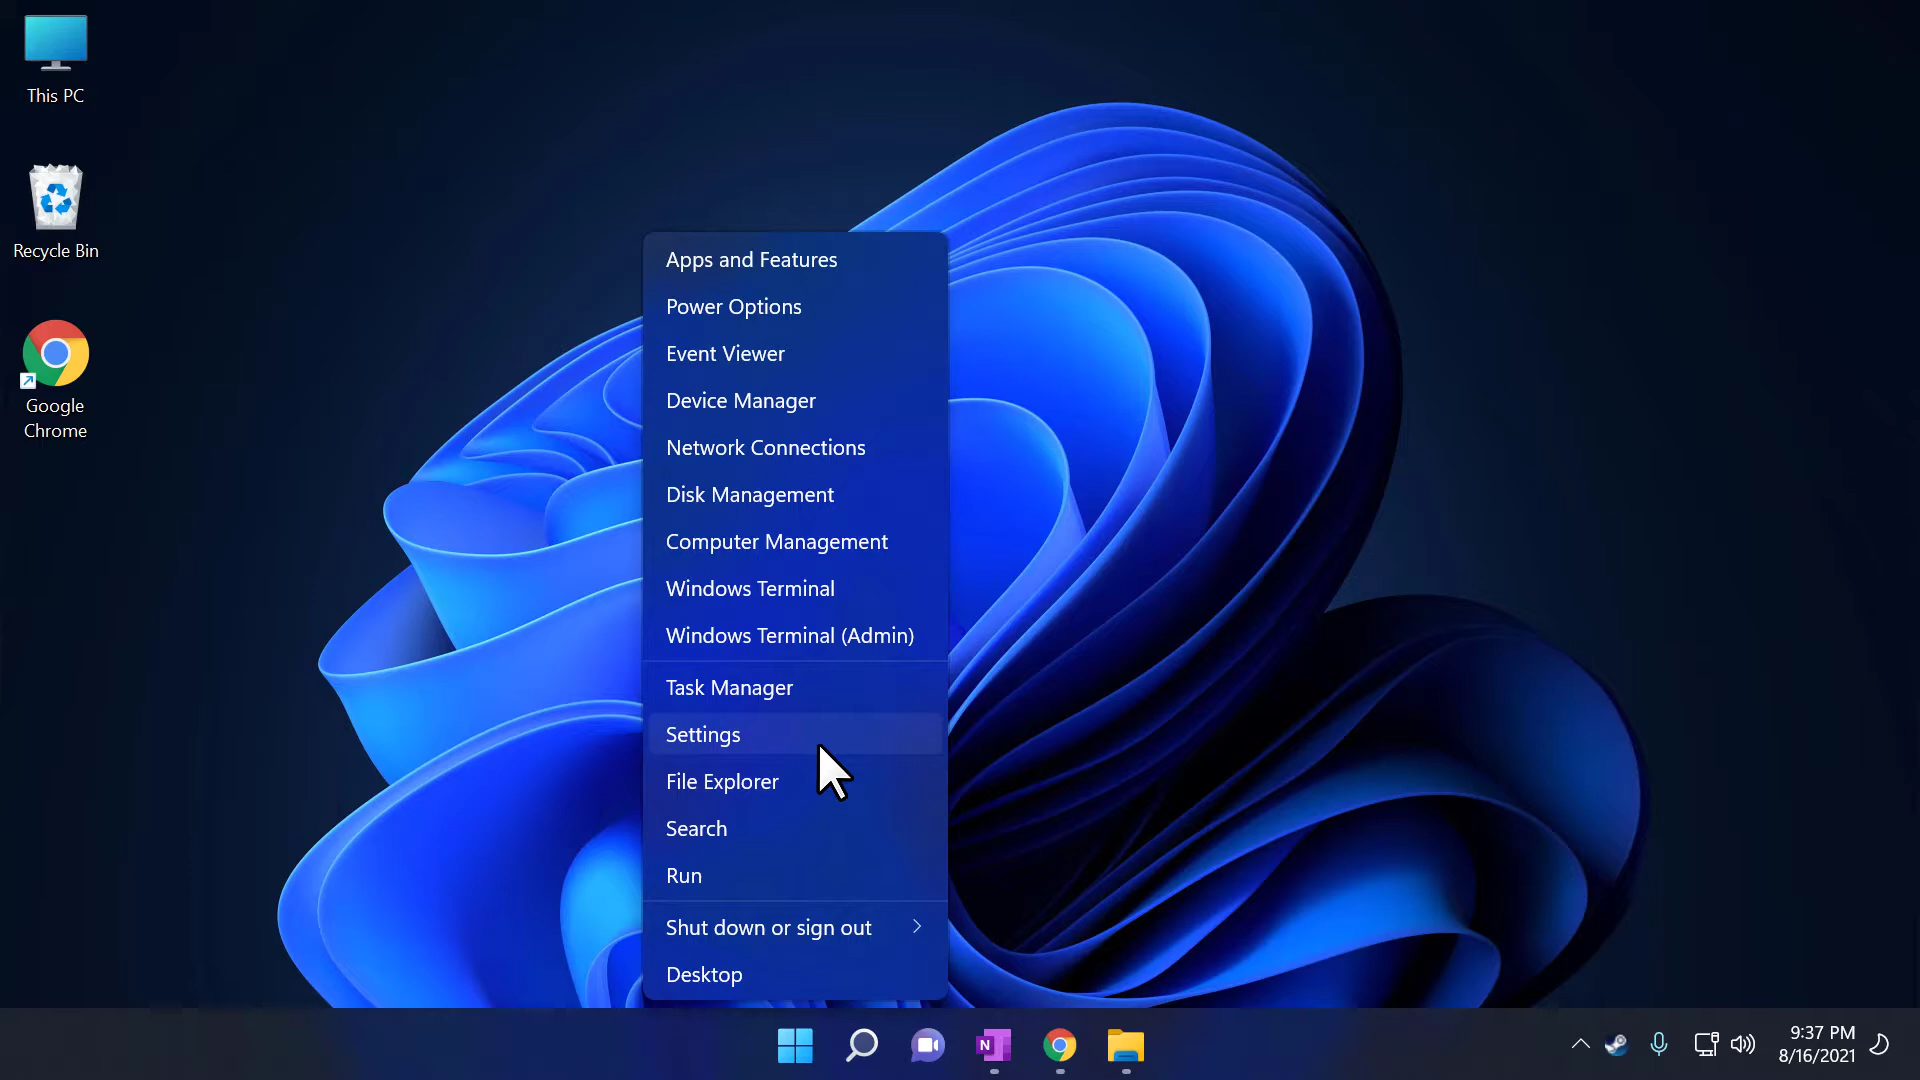 This PC
Recycle Bin
Google
Chrome
Apps and Features
Power Options
Event Viewer
Device Manager
Network Connections
Disk Management
Computer Management
Windows Terminal
Windows Terminal (Admin)
Task Manager
Settings
File Explorer
Search
Run
Shut down or sign out
Desktop
N
9:37 PM
8/16/2021